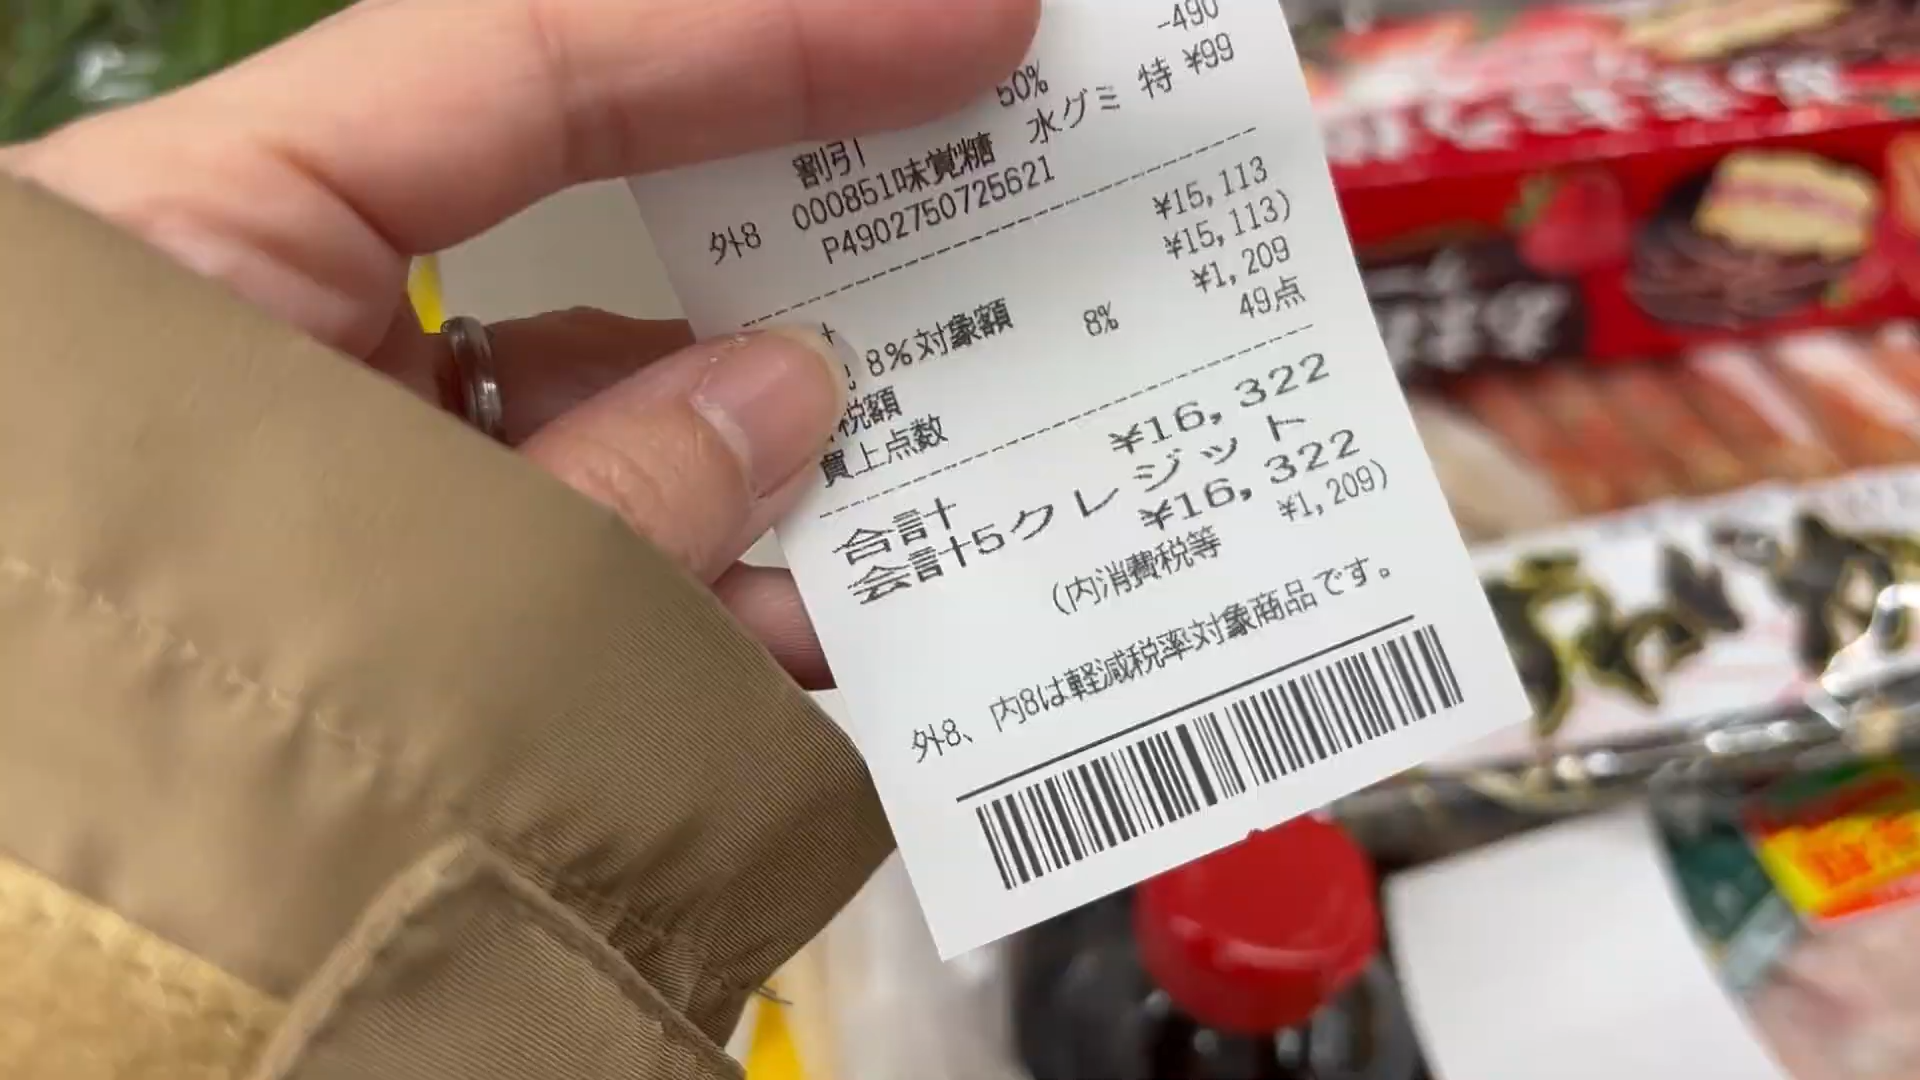 -490
割引 50%
外8 000851味覚糖 水グミ 特 ¥99
P4902750725621
¥15,113
8%対象額 ¥15,113)
税額 8% ¥1,209
買上点数 49点
合計 ¥16,322
会計5クレジット
¥16,322
(内消費税等 ¥1,209)
外8、内8は軽減税率対象商品です。